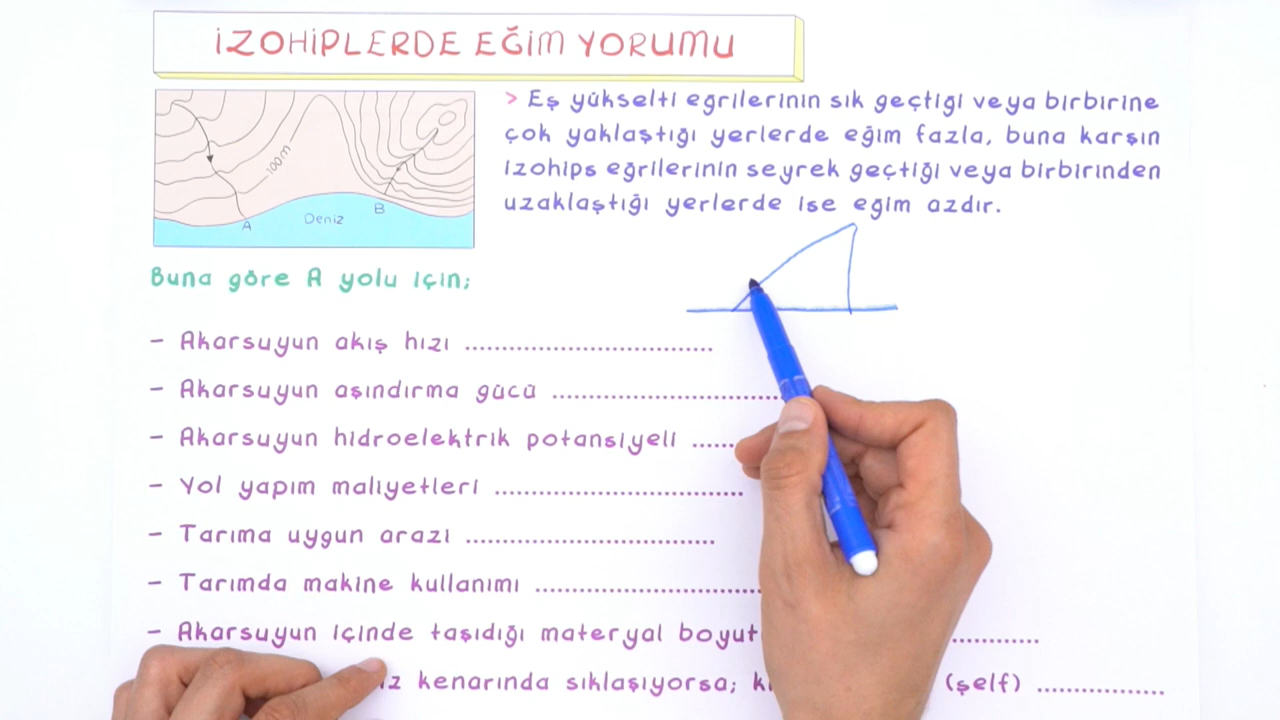 İZOHİPLERDE EĞİM YORUMU
> Eş yükselti eğrilerinin sık geçtiği veya birbirine
çok yaklaştığı yerlerde eğim fazla, buna karşın
izohips eğrilerinin seyrek geçtiği veya birbirinden
uzaklaştığı yerlerde ise eğim azdır.
100m
A
Deniz
B
Buna göre A yolu için;
- Akarsuyun akış hızı ................................
- Akarsuyun aşındırma gücü ..............................
- Akarsuyun hidroelektrik potansiyeli ......
- Yol yapım maliyetleri ................................
- Tarıma uygun arazi ................................
- Tarımda makine kullanımı .............................
- Akarsuyun içinde taşıdığı materyal ...........
kenarında sıklaşıyorsa; (şelf) ................